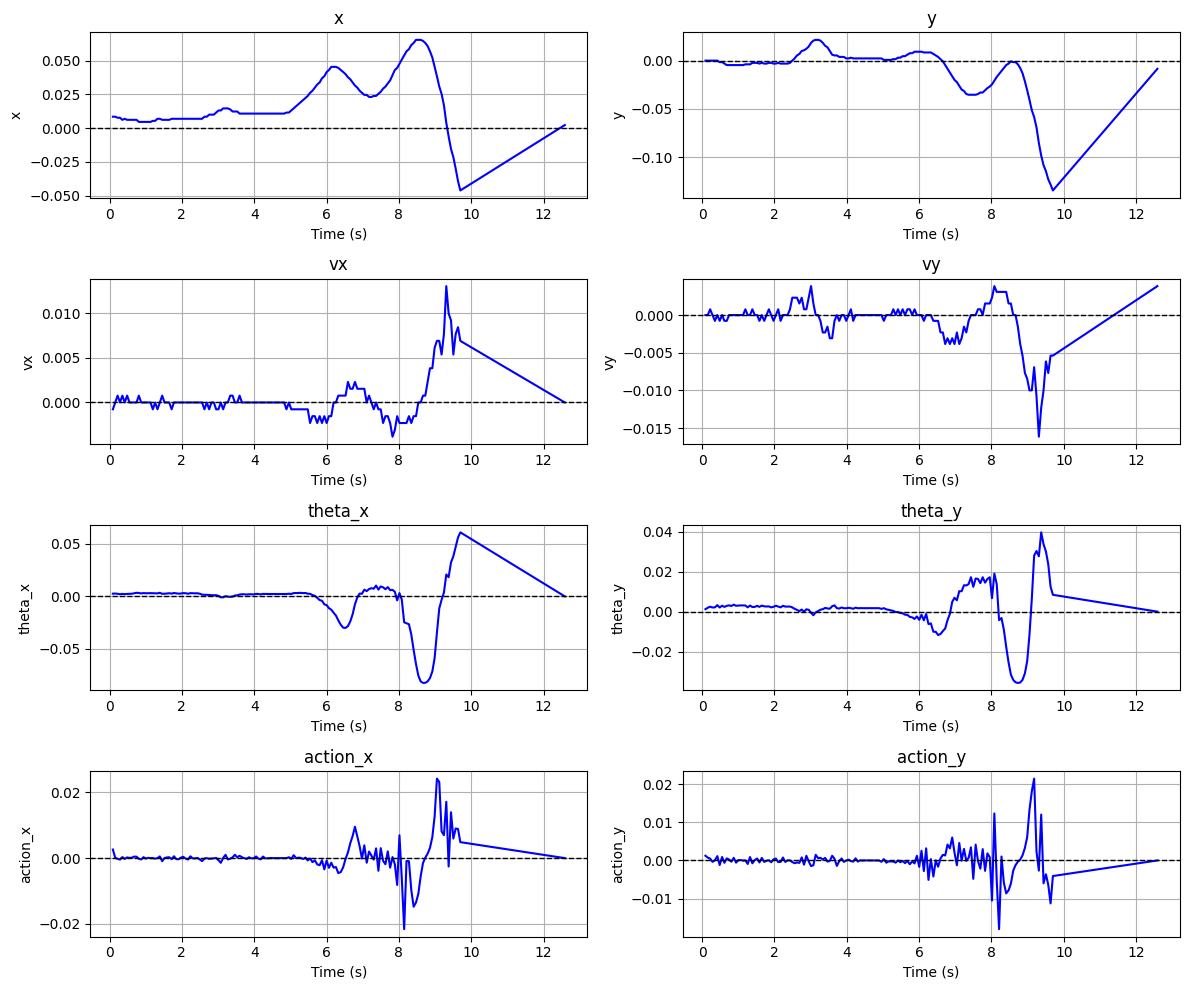 x
0.050
0.025
0.000
−0.025
−0.050
x
0 2 4 6 8 10 12
Time (s)
y
0.00
−0.05
−0.10
y
0 2 4 6 8 10 12
Time (s)
vx
0.010
0.005
0.000
vx
0 2 4 6 8 10 12
Time (s)
vy
0.000
−0.005
−0.010
−0.015
vy
0 2 4 6 8 10 12
Time (s)
theta_x
0.05
0.00
−0.05
theta_x
0 2 4 6 8 10 12
Time (s)
theta_y
0.04
0.02
0.00
−0.02
theta_y
0 2 4 6 8 10 12
Time (s)
action_x
0.02
0.00
−0.02
action_x
0 2 4 6 8 10 12
Time (s)
action_y
0.02
0.01
0.00
−0.01
action_y
0 2 4 6 8 10 12
Time (s)